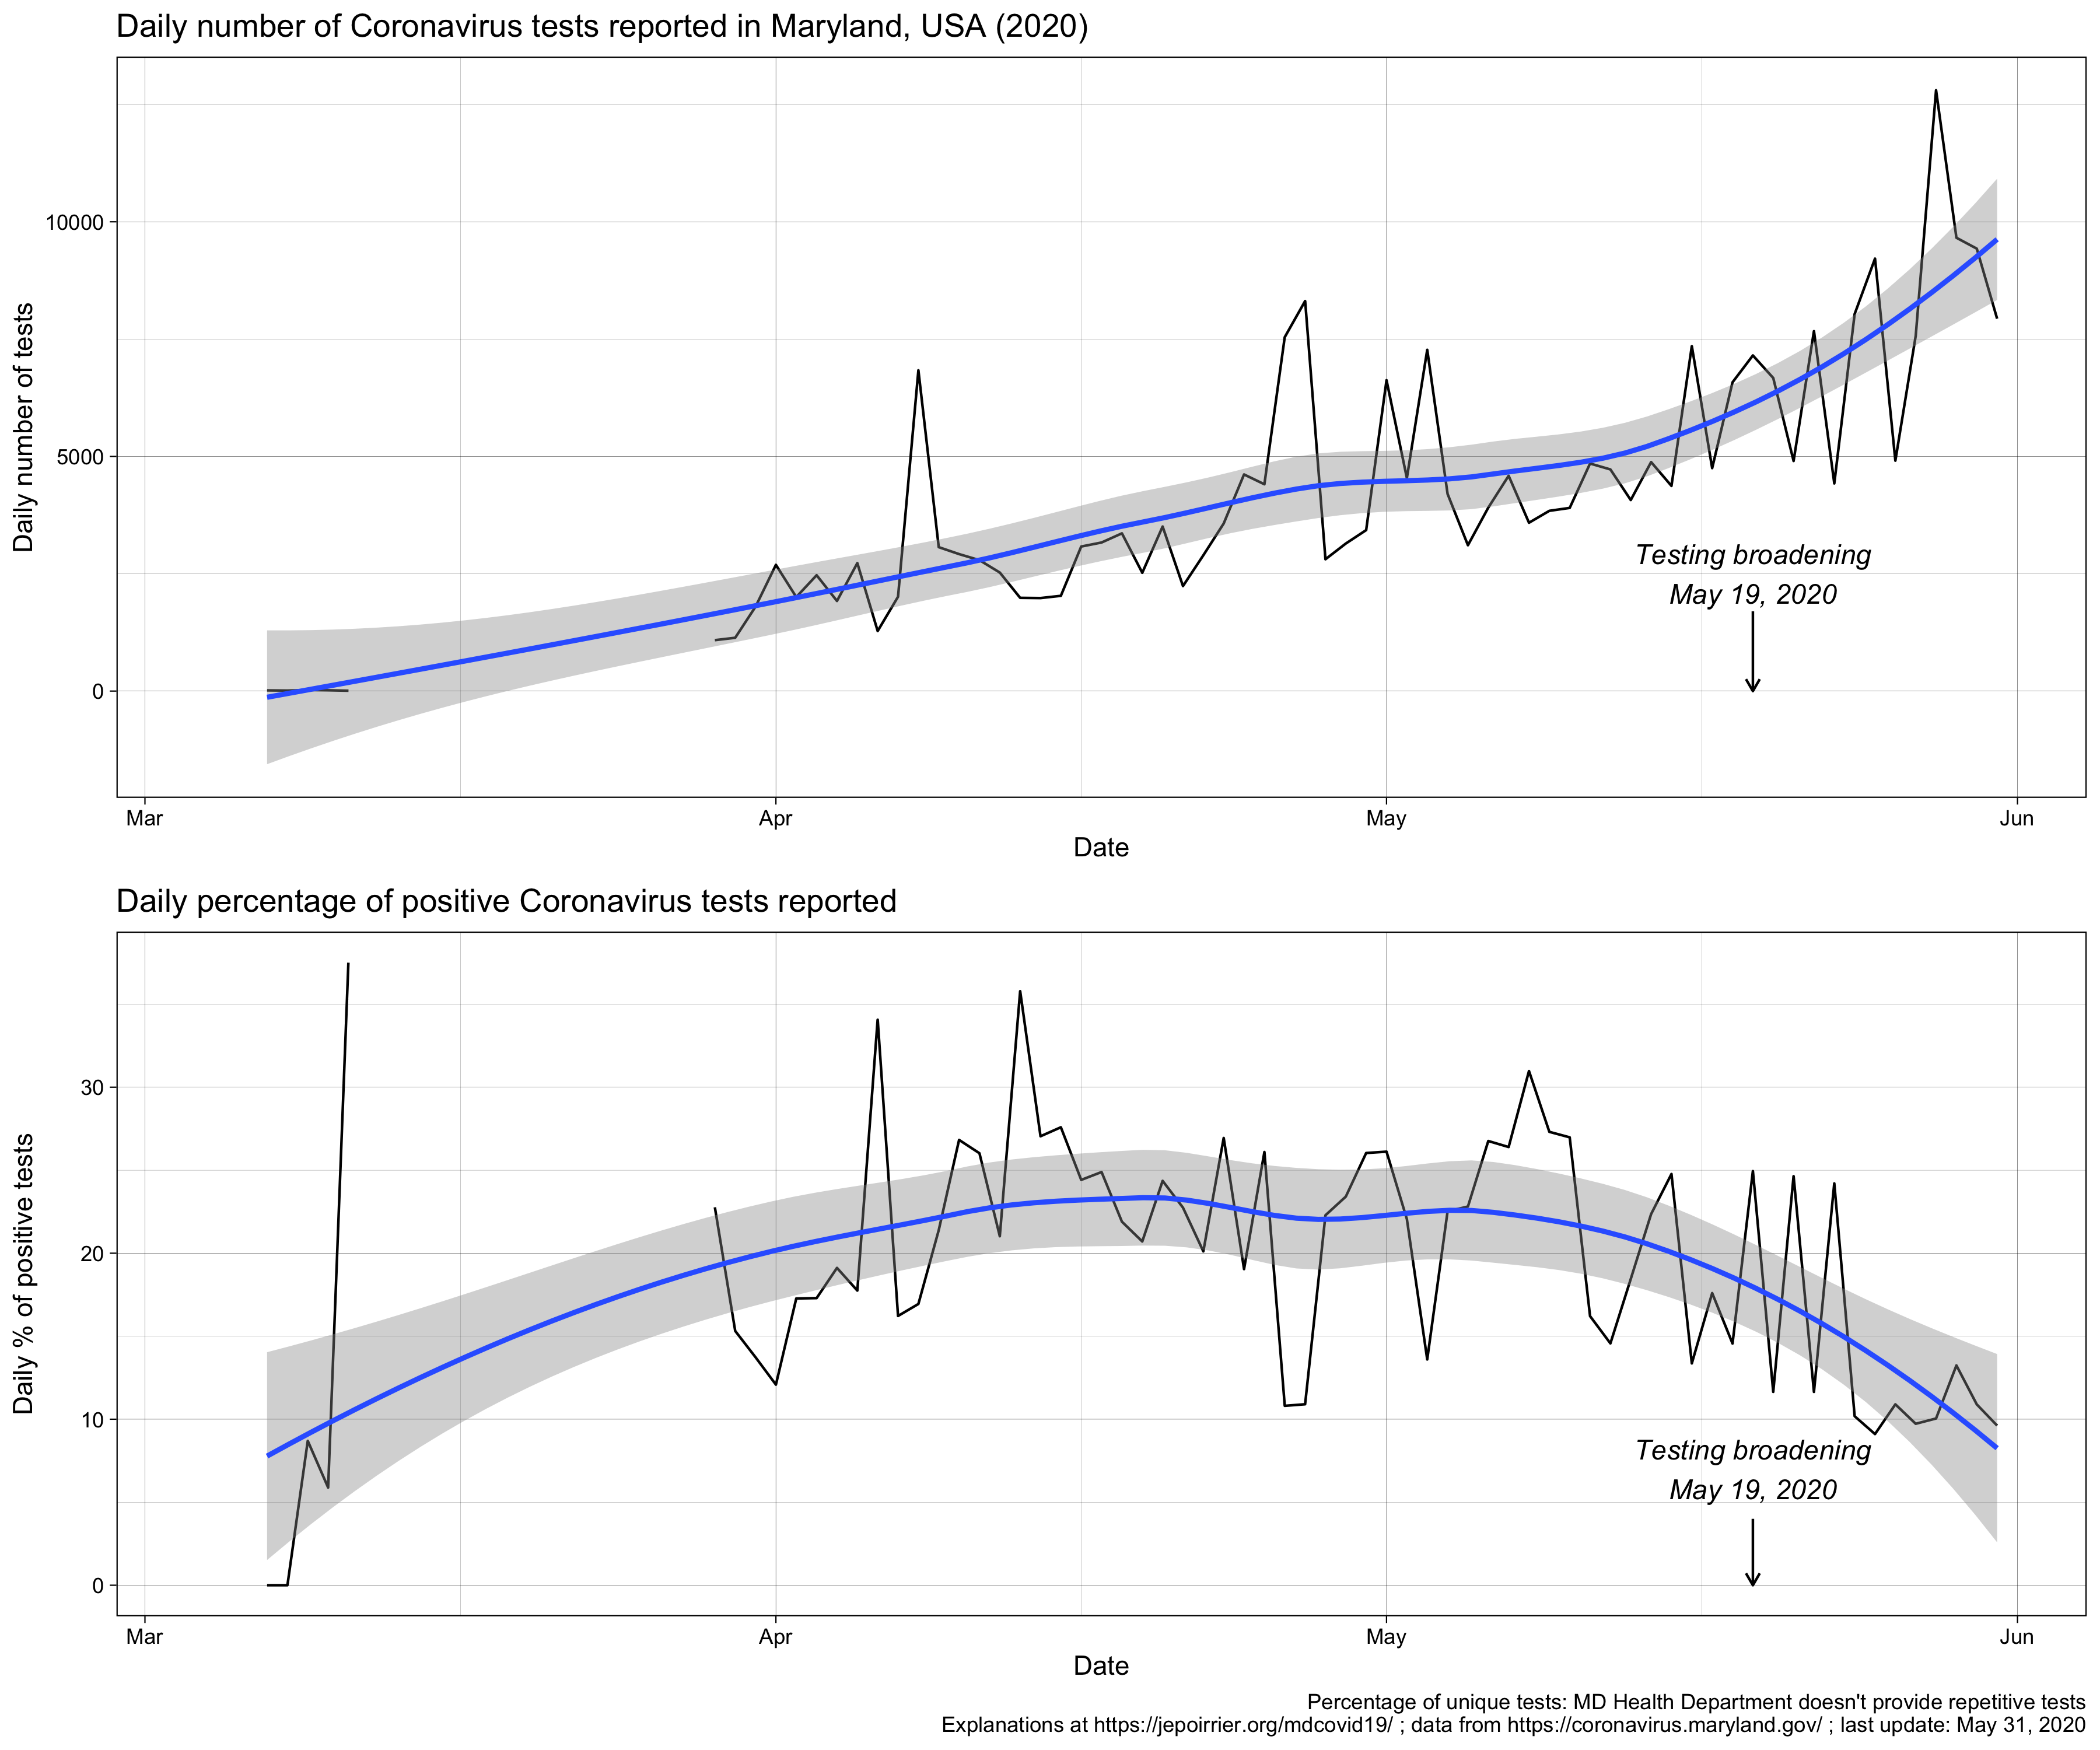 Daily number of Coronavirus tests reported in Maryland, USA (2020)
Daily number of tests
10000
5000
0
Testing broadening
May 19, 2020
Mar
Apr
May
Jun
Date
Daily percentage of positive Coronavirus tests reported
Daily % of positive tests
30
20
10
0
Testing broadening
May 19, 2020
Mar
Apr
May
Jun
Date
Percentage of unique tests: MD Health Department doesn't provide repetitive tests
Explanations at https://jepoirrier.org/mdcovid19/ ; data from https://coronavirus.maryland.gov/ ; last update: May 31, 2020